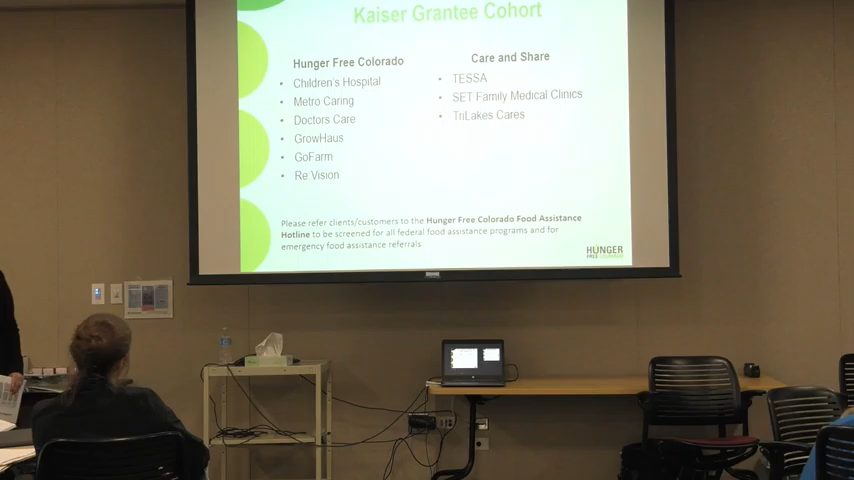 Kaiser Grantee Cohort
Hunger Free Colorado
• Children's Hospital
• Metro Caring
• Doctors Care
• GrowHaus
• GoFarm
• Re:Vision
Care and Share
• TESSA
• SET Family Medical Clinics
• TriLakes Cares
Please refer clients/customers to the Hunger Free Colorado Food Assistance
Hotline to be screened for all federal food assistance programs and for
emergency food assistance referrals
HUNGER
FREE COLORADO